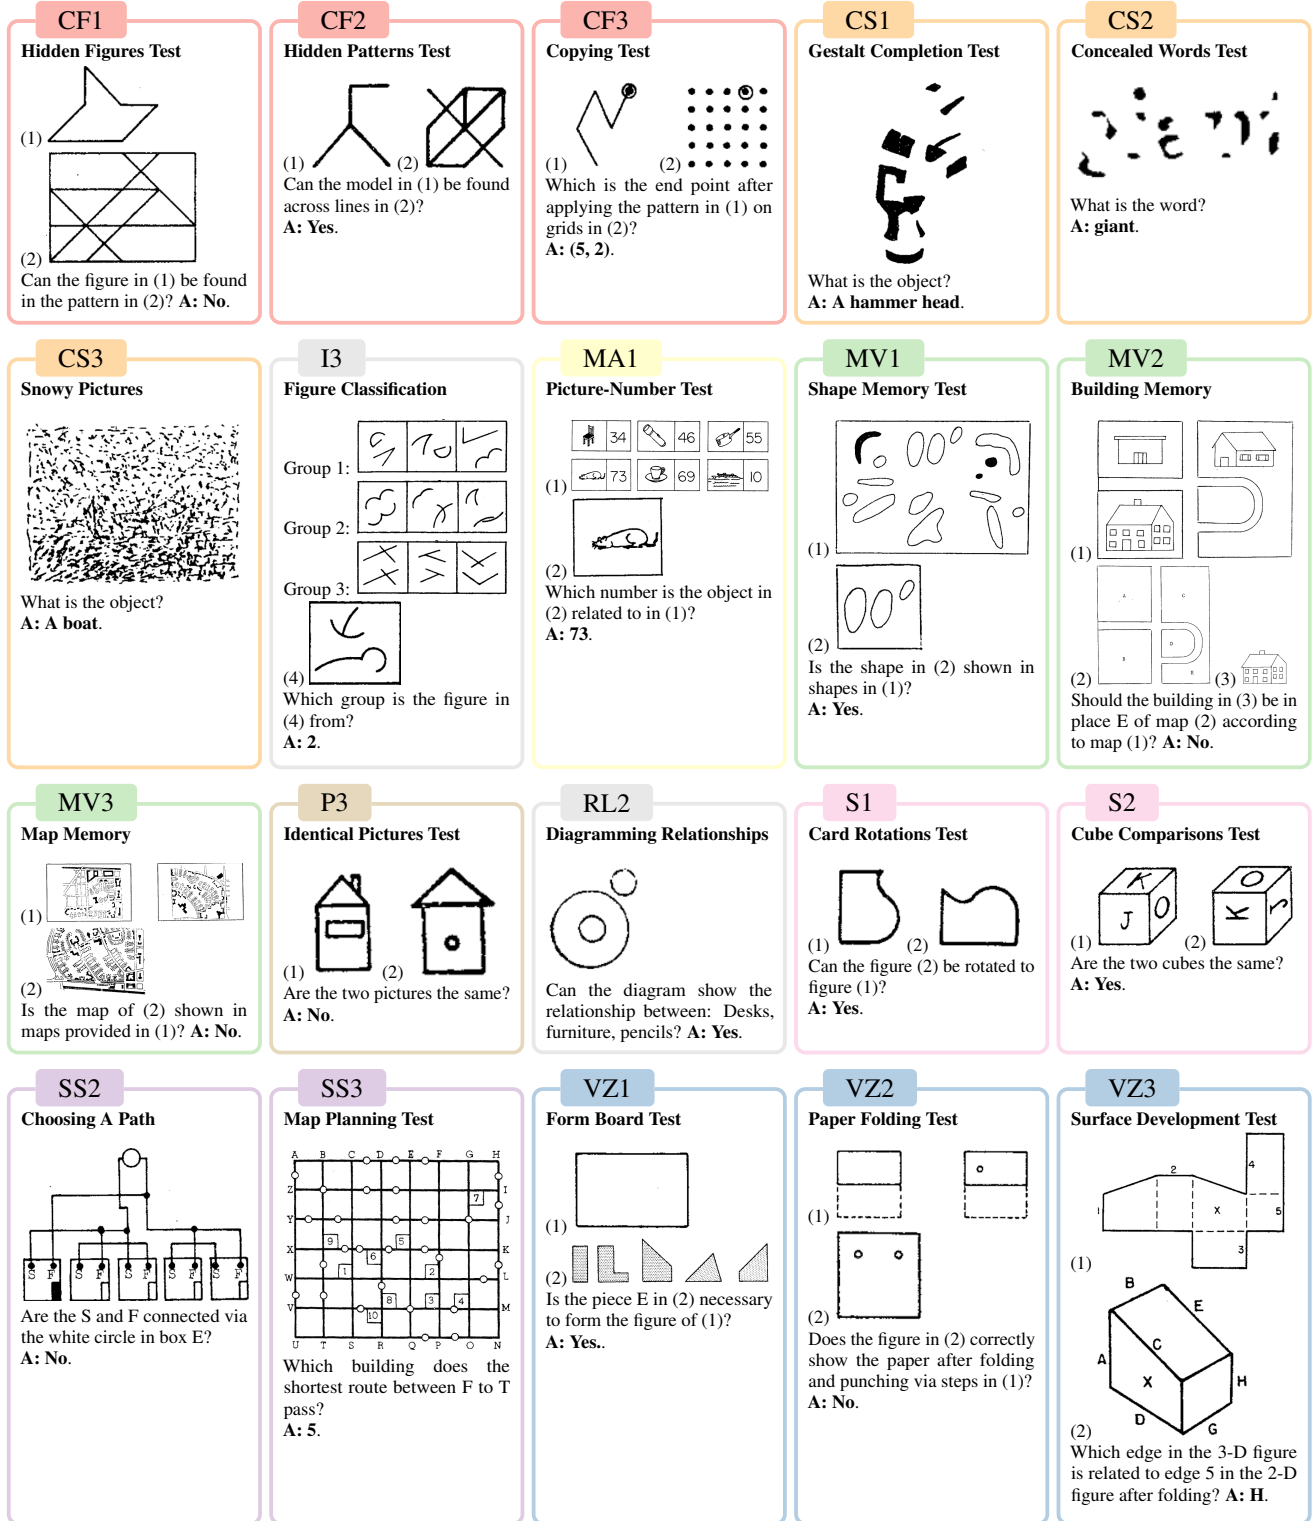 CF1
Hidden Figures Test
(1)
(2)
Can the figure in (1) be found
in the pattern in (2)? A: No.
CF2
Hidden Patterns Test
(1)
(2)
Can the model in (1) be found
across lines in (2)?
A: Yes.
CF3
Copying Test
(1)
(2)
Which is the end point after
applying the pattern in (1) on
grids in (2)?
A: (5, 2).
CS1
Gestalt Completion Test
What is the object?
A: A hammer head.
CS2
Concealed Words Test
What is the word?
A: giant.
CS3
Snowy Pictures
What is the object?
A: A boat.
I3
Figure Classification
Group 1:
Group 2:
Group 3:
(4)
Which group is the figure in
(4) from?
A: 2.
MA1
Picture-Number Test
34 46 55
(1) 73 69 10
(2)
Which number is the object in
(2) related to in (1)?
A: 73.
MV1
Shape Memory Test
(1)
(2)
Is the shape in (2) shown in
shapes in (1)?
A: Yes.
MV2
Building Memory
(1)
A C
B D E
(2)
(3)
Should the building in (3) be in
place E of map (2) according
to map (1)? A: No.
MV3
Map Memory
(1)
(2)
Is the map of (2) shown in
maps provided in (1)? A: No.
P3
Identical Pictures Test
(1)
(2)
Are the two pictures the same?
A: No.
RL2
Diagramming Relationships
Can the diagram show the
relationship between: Desks,
furniture, pencils? A: Yes.
S1
Card Rotations Test
(1)
(2)
Can the figure (2) be rotated to
figure (1)?
A: Yes.
S2
Cube Comparisons Test
K
J O
(1)
O
K J
(2)
Are the two cubes the same?
A: Yes.
SS2
Choosing A Path
S F S F S F S F S F
Are the S and F connected via
the white circle in box E?
A: No.
SS3
Map Planning Test
A B C D E F G H
Z I
7
Y J
9 5
X K
6
1 2
W L
8 3 4
V M
10
U T S R Q P O N
Which building does the
shortest route between F to T
pass?
A: 5.
VZ1
Form Board Test
(1)
(2)
Is the piece E in (2) necessary
to form the figure of (1)?
A: Yes..
VZ2
Paper Folding Test
(1)
(2)
Does the figure in (2) correctly
show the paper after folding
and punching via steps in (1)?
A: No.
VZ3
Surface Development Test
4
2
1 X 5
3
(1)
B
E
C
A
X H
D
G
(2)
Which edge in the 3-D figure
is related to edge 5 in the 2-D
figure after folding? A: H.